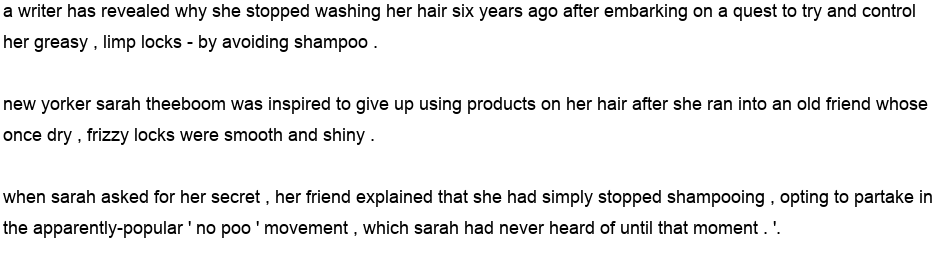 a writer has revealed why she stopped washing her hair six years ago after embarking on a quest to try and control
her greasy , limp locks - by avoiding shampoo .
new yorker sarah theeboom was inspired to give up using products on her hair after she ran into an old friend whose
once dry , frizzy locks were smooth and shiny .
when sarah asked for her secret , her friend explained that she had simply stopped shampooing , opting to partake in
the apparently-popular ' no poo ' movement , which sarah had never heard of until that moment . '.